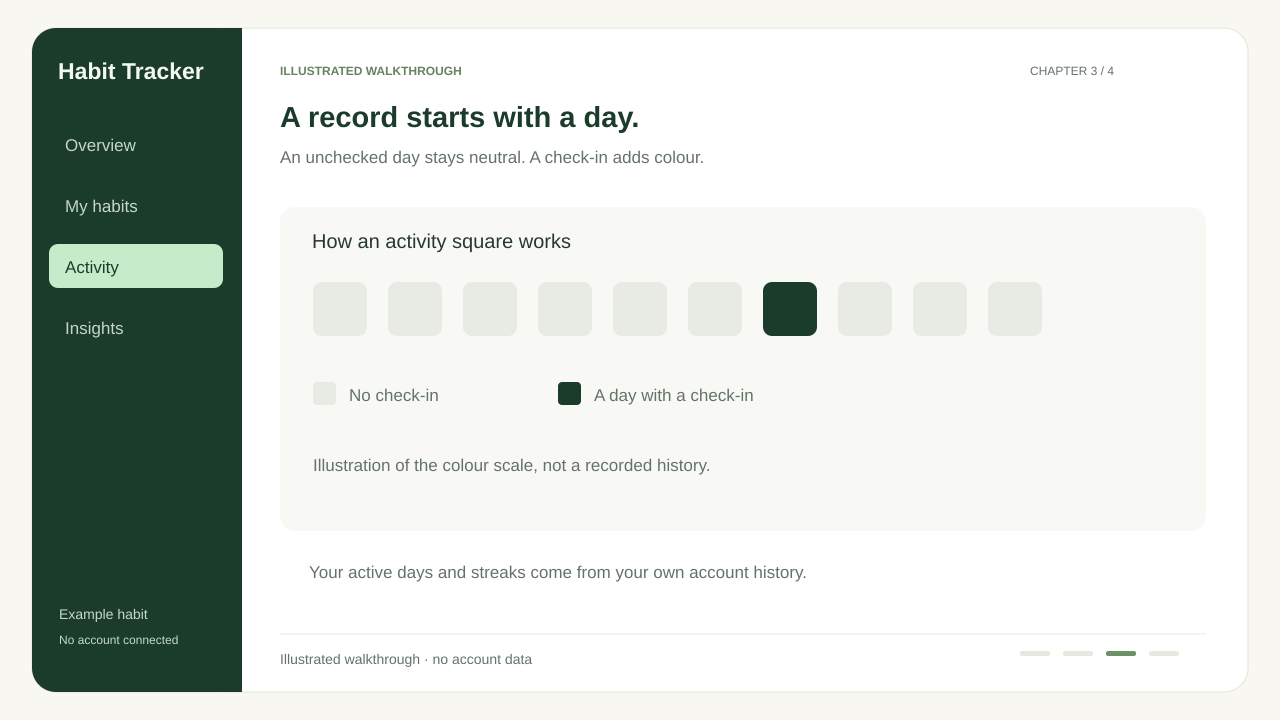 Habit Tracker
Overview
My habits
Activity
Insights
Example habit
No account connected
ILLUSTRATED WALKTHROUGH
CHAPTER 3 / 4
A record starts with a day.
An unchecked day stays neutral. A check-in adds colour.
How an activity square works
No check-in
A day with a check-in
Illustration of the colour scale, not a recorded history.
Your active days and streaks come from your own account history.
Illustrated walkthrough · no account data